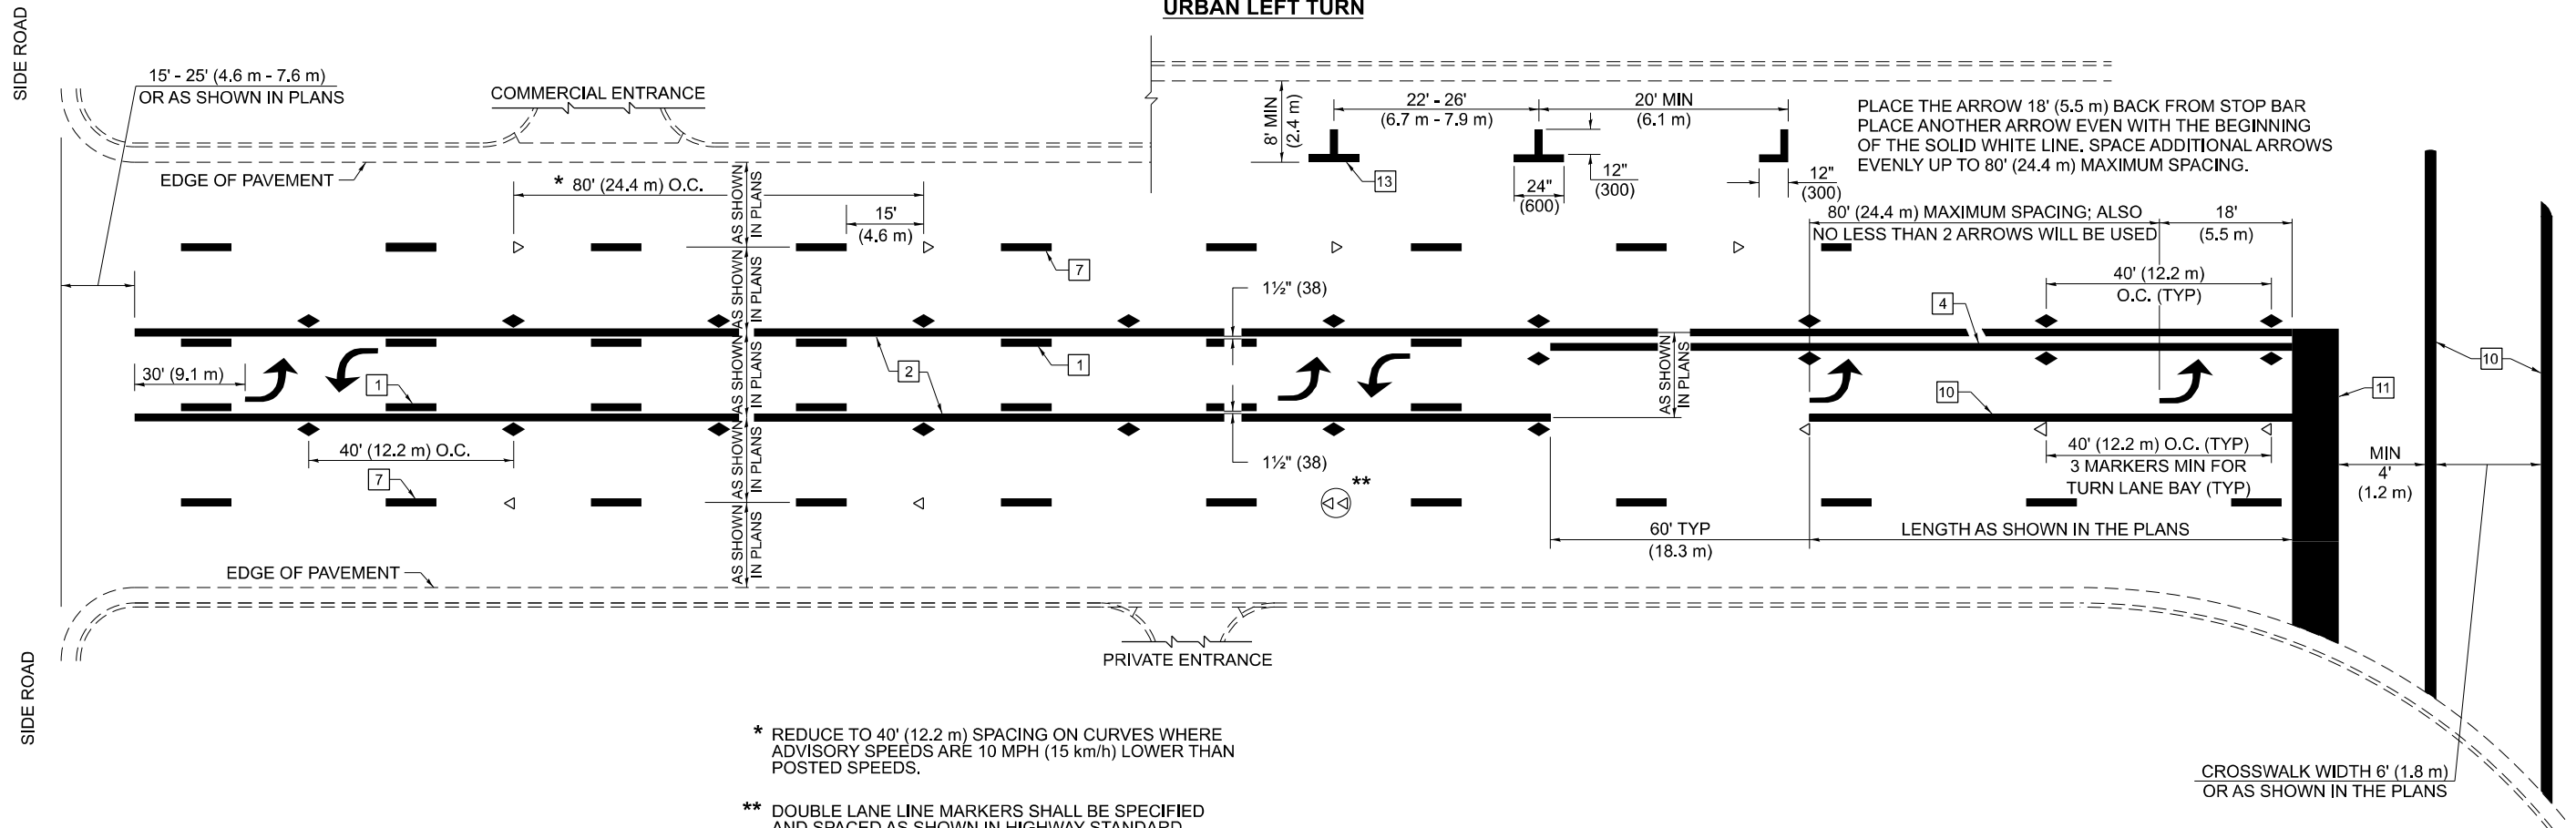 URBAN LEFT TURN
SIDE ROAD
15' - 25' (4.6 m - 7.6 m)
OR AS SHOWN IN PLANS
COMMERCIAL ENTRANCE
EDGE OF PAVEMENT
* 80' (24.4 m) O.C.
15'
(4.6 m)
8' MIN
(2.4 m)
22' - 26'
(6.7 m - 7.9 m)
20' MIN
(6.1 m)
13
24"
(600)
12"
(300)
12"
(300)
PLACE THE ARROW 18' (5.5 m) BACK FROM STOP BAR
PLACE ANOTHER ARROW EVEN WITH THE BEGINNING
OF THE SOLID WHITE LINE. SPACE ADDITIONAL ARROWS
EVENLY UP TO 80' (24.4 m) MAXIMUM SPACING.
80' (24.4 m) MAXIMUM SPACING; ALSO
NO LESS THAN 2 ARROWS WILL BE USED
18'
(5.5 m)
40' (12.2 m)
O.C. (TYP)
AS SHOWN
IN PLANS
AS SHOWN
IN PLANS
AS SHOWN
IN PLANS
AS SHOWN
IN PLANS
AS SHOWN
IN PLANS
7
1½" (38)
4
30' (9.1 m)
1
2
1
AS SHOWN
IN PLANS
10
11
10
40' (12.2 m) O.C.
7
1½" (38)
**
40' (12.2 m) O.C. (TYP)
3 MARKERS MIN FOR
TURN LANE BAY (TYP)
MIN
4'
(1.2 m)
60' TYP
(18.3 m)
LENGTH AS SHOWN IN THE PLANS
EDGE OF PAVEMENT
PRIVATE ENTRANCE
SIDE ROAD
* REDUCE TO 40' (12.2 m) SPACING ON CURVES WHERE
ADVISORY SPEEDS ARE 10 MPH (15 km/h) LOWER THAN
POSTED SPEEDS.
CROSSWALK WIDTH 6' (1.8 m)
OR AS SHOWN IN THE PLANS
** DOUBLE LANE LINE MARKERS SHALL BE SPECIFIED
AND SPACED AS SHOWN IN HIGHWAY STANDARD